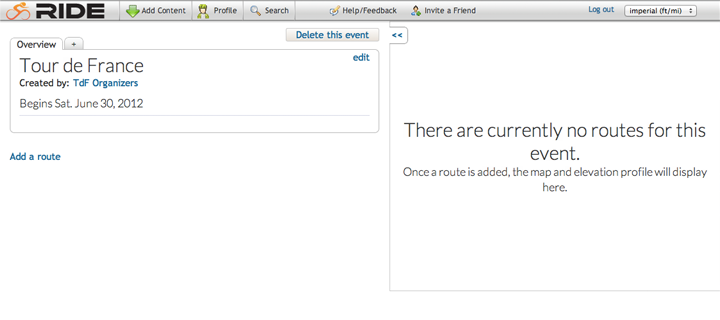 RIDE Add Content Profile Search Help/Feedback Invite a Friend Log out imperial (ft/mi)
Delete this event <<
Overview +
Tour de France edit
Created by: TdF Organizers
Begins Sat. June 30, 2012
Add a route
There are currently no routes for this
event.
Once a route is added, the map and elevation profile will display
here.